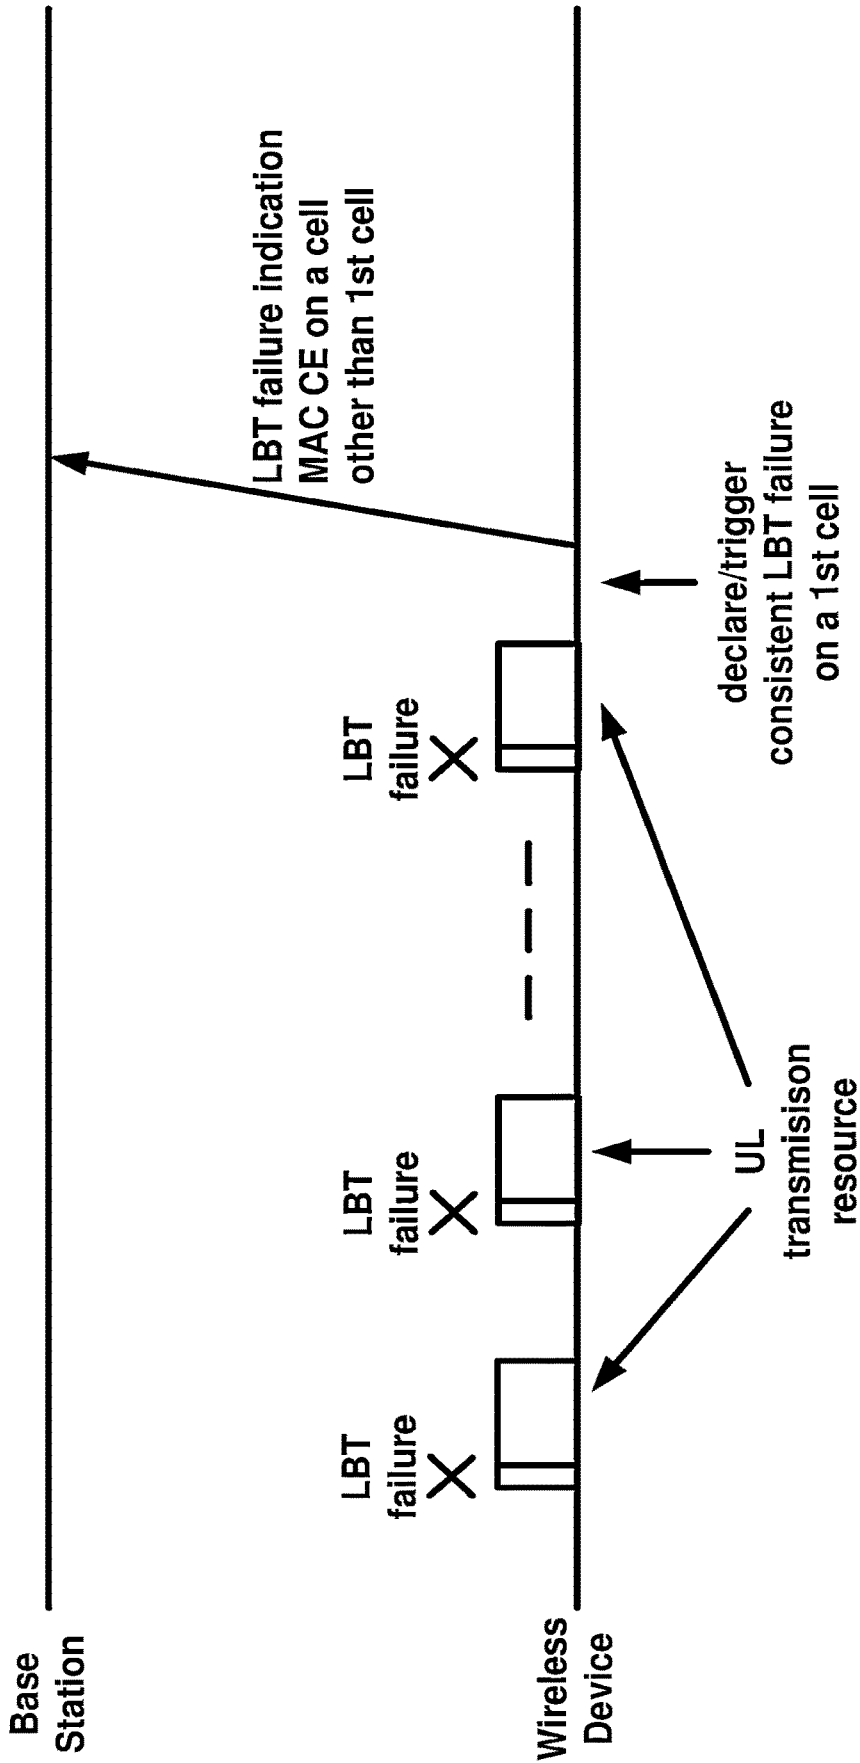 Base
Station
LBT failure indication
MAC CE on a cell
other than 1st cell
LBT
failure
LBT
failure
LBT
failure
Wireless
Device
UL
transmisison
resource
declare/trigger
consistent LBT failure
on a 1st cell